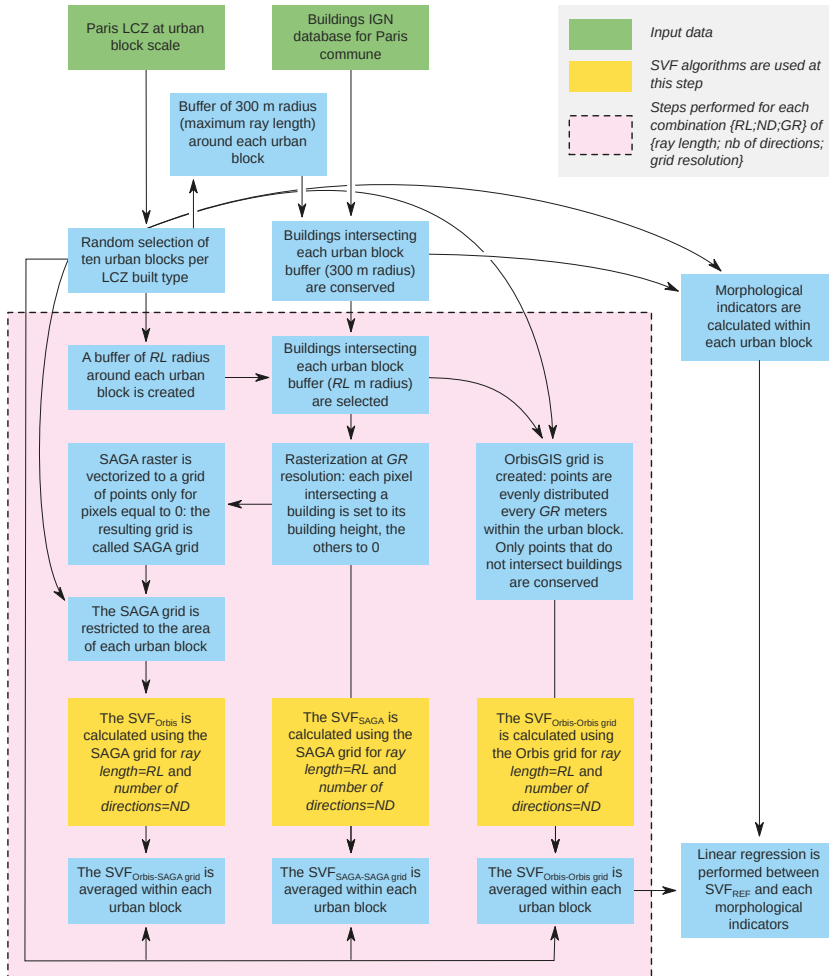 Paris LCZ at urban
block scale
Buildings IGN
database for Paris
commune
Input data
SVF algorithms are used at
this step
Steps performed for each
combination {RL;ND;GR} of
{ray length; nb of directions;
grid resolution}
Buffer of 300 m radius
(maximum ray length)
around each urban
block
Random selection of
ten urban blocks per
LCZ built type
Buildings intersecting
each urban block
buffer (300 m radius)
are conserved
Morphological
indicators are
calculated within
each urban block
A buffer of RL radius
around each urban
block is created
Buildings intersecting
each urban block
buffer (RL m radius)
are selected
SAGA raster is
vectorized to a grid
of points only for
pixels equal to 0: the
resulting grid is
called SAGA grid
Rasterization at GR
resolution: each pixel
intersecting a
building is set to its
building height, the
others to 0
OrbisGIS grid is
created: points are
evenly distributed
every GR meters
within the urban block.
Only points that do
not intersect buildings
are conserved
The SAGA grid is
restricted to the area
of each urban block
The SVFOrbis is
calculated using the
SAGA grid for ray
length=RL and
number of
directions=ND
The SVFSAGA is
calculated using the
SAGA grid for ray
length=RL and
number of
directions=ND
The SVFOrbis-Orbis grid
is calculated using
the Orbis grid for ray
length=RL and
number of
directions=ND
The SVFOrbis-SAGA grid is
averaged within each
urban block
The SVFSAGA-SAGA grid is
averaged within each
urban block
The SVFOrbis-Orbis grid is
averaged within each
urban block
Linear regression is
performed between
SVFREF and each
morphological
indicators